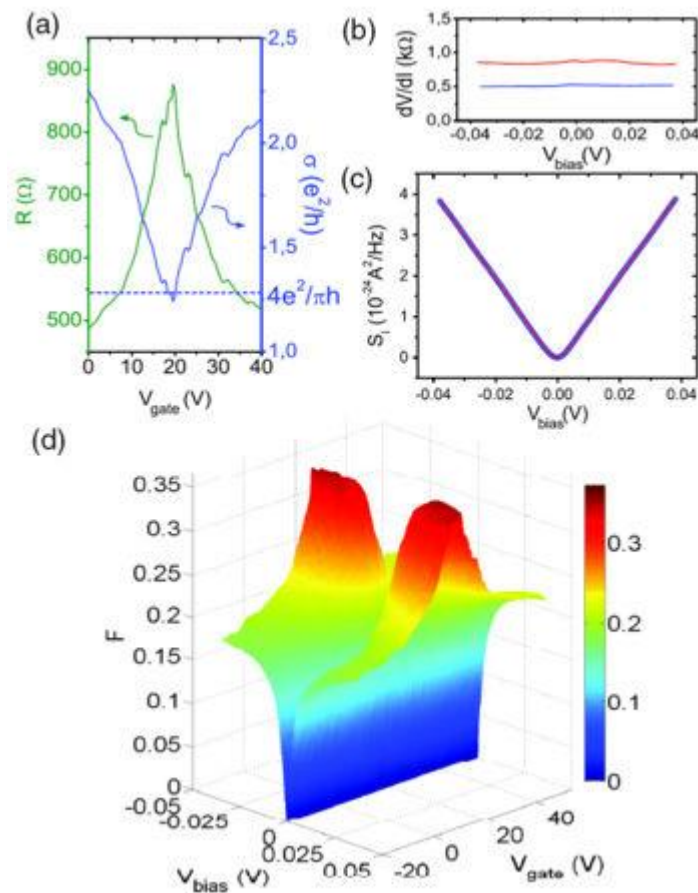 (a)
900
800
700
600
500
R (Ω)
2,5
2,0
1,5
1,0
σ (e²/h)
4e²/πh
0 10 20 30 40
V_gate (V)
(b)
1,5
1,0
0,5
0,0
dV/dI (kΩ)
-0,04 -0,02 0,00 0,02 0,04
V_bias(V)
(c)
4
3
2
1
0
S_I (10⁻²⁴A²/Hz)
-0.04 -0.02 0.00 0.02 0.04
V_bias(V)
(d)
0.35
0.3
0.25
0.2
0.15
0.1
0.05
0
F
-0.05
-0.025
0
0.025
0.05
V_bias (V)
-20
0
20
40
V_gate (V)
0.3
0.2
0.1
0